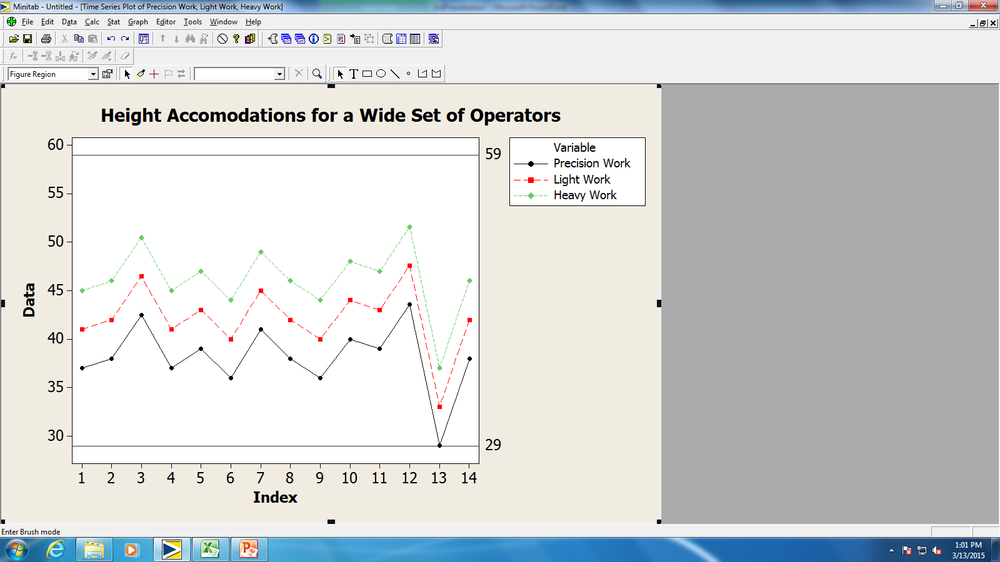 Minitab - Untitled - [Time Series Plot of Precision Work, Light Work, Heavy Work]
File Edit Data Calc Stat Graph Editor Tools Window Help
Figure Region
Height Accomodations for a Wide Set of Operators
60
55
50
45
40
35
30
Data
59
29
1 2 3 4 5 6 7 8 9 10 11 12 13 14
Index
Variable
Precision Work
Light Work
Heavy Work
Enter Brush mode
1:01 PM
3/13/2015